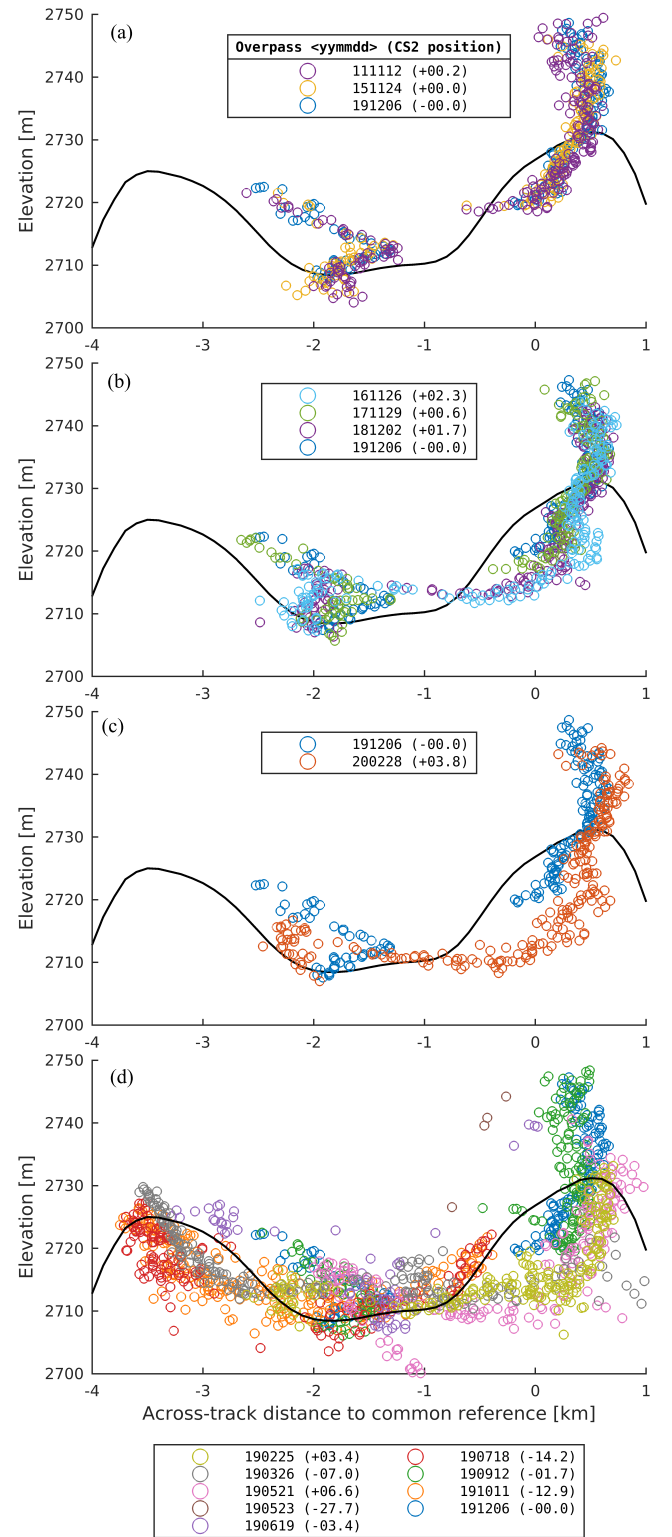 (a)
Overpass <yymmdd> (CS2 position)
111112 (+00.2)
151124 (+00.0)
191206 (-00.0)
Elevation [m]
2750
2740
2730
2720
2710
2700
-4 -3 -2 -1 0 1
(b)
161126 (+02.3)
171129 (+00.6)
181202 (+01.7)
191206 (-00.0)
Elevation [m]
2750
2740
2730
2720
2710
2700
-4 -3 -2 -1 0 1
(c)
191206 (-00.0)
200228 (+03.8)
Elevation [m]
2750
2740
2730
2720
2710
2700
-4 -3 -2 -1 0 1
(d)
Elevation [m]
2750
2740
2730
2720
2710
2700
-4 -3 -2 -1 0 1
Across-track distance to common reference [km]
190225 (+03.4) 190718 (-14.2)
190326 (-07.0) 190912 (-01.7)
190521 (+06.6) 191011 (-12.9)
190523 (-27.7) 191206 (-00.0)
190619 (-03.4)